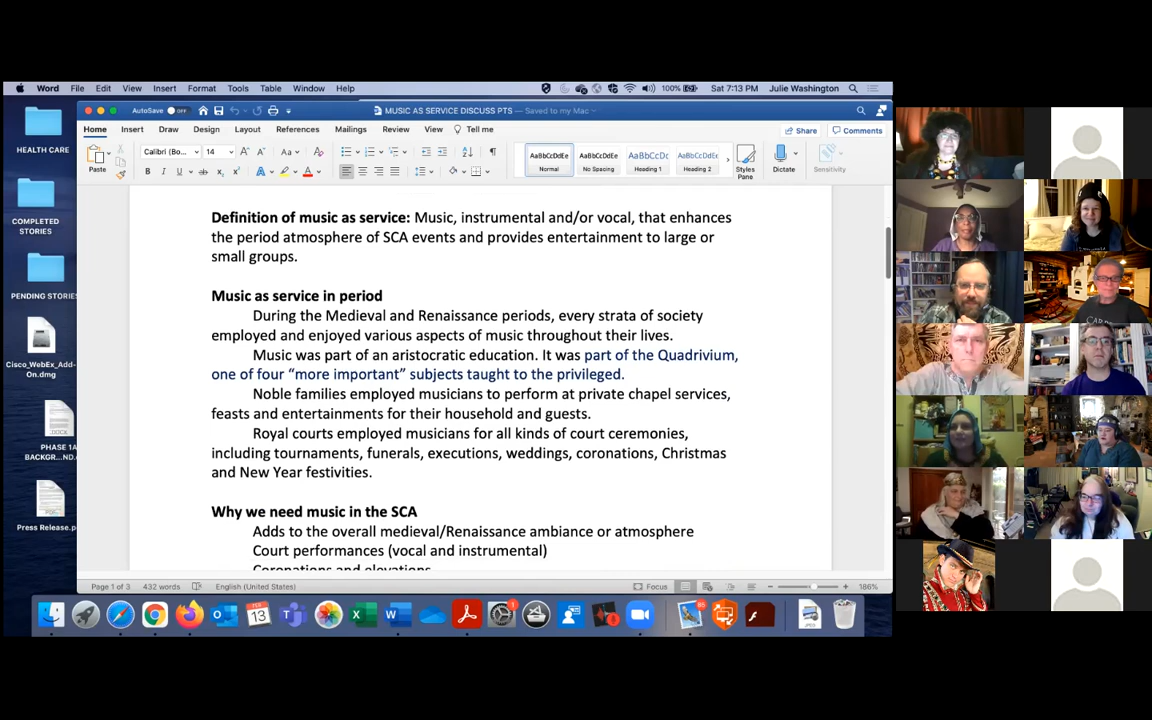 Word File Edit View Insert Format Tools Table Window Help 100% Sat 7:13 PM Julie Washington
AutoSave OFF MUSIC AS SERVICE DISCUSS PTS — Saved to my Mac
Home Insert Draw Design Layout References Mailings Review View Tell me Share Comments
Paste Calibri (Bo... 14 AaBbCcDdEe AaBbCcDdEe AaBbCcDc AaBbCcDdEe
Normal No Spacing Heading 1 Heading 2 Styles Pane Dictate Sensitivity
HEALTH CARE
COMPLETED STORIES
PENDING STORIES
Cisco_WebEx_Add-On.dmg
PHASE 1A BACKGR...ND.
Press Release.p
Definition of music as service: Music, instrumental and/or vocal, that enhances
the period atmosphere of SCA events and provides entertainment to large or
small groups.
Music as service in period
During the Medieval and Renaissance periods, every strata of society
employed and enjoyed various aspects of music throughout their lives.
Music was part of an aristocratic education. It was part of the Quadrivium,
one of four “more important” subjects taught to the privileged.
Noble families employed musicians to perform at private chapel services,
feasts and entertainments for their household and guests.
Royal courts employed musicians for all kinds of court ceremonies,
including tournaments, funerals, executions, weddings, coronations, Christmas
and New Year festivities.
Why we need music in the SCA
Adds to the overall medieval/Renaissance ambiance or atmosphere
Court performances (vocal and instrumental)
Coronations and elevations
Page 1 of 3 432 words English (United States) Focus 186%